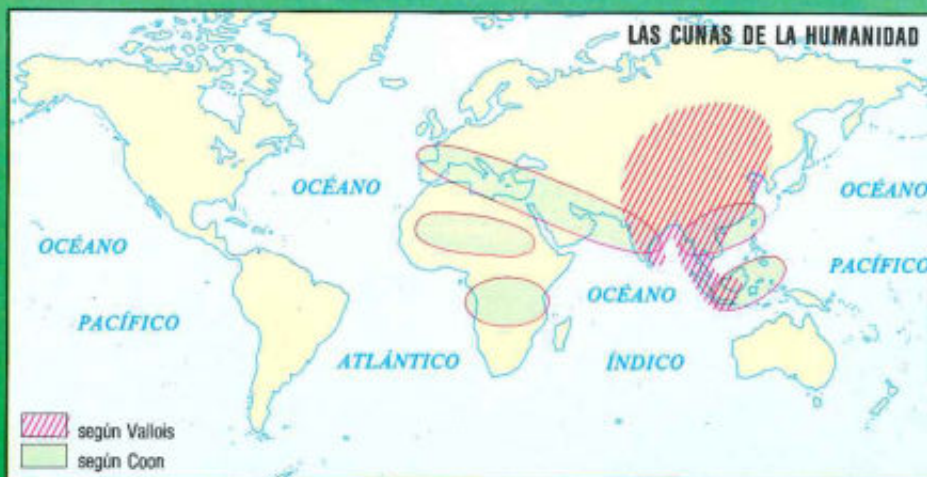 LAS CUNAS DE LA HUMANIDAD
OCÉANO
OCÉANO
OCÉANO
PACÍFICO
OCÉANO
PACÍFICO
ATLÁNTICO
ÍNDICO
según Vallois
según Coon